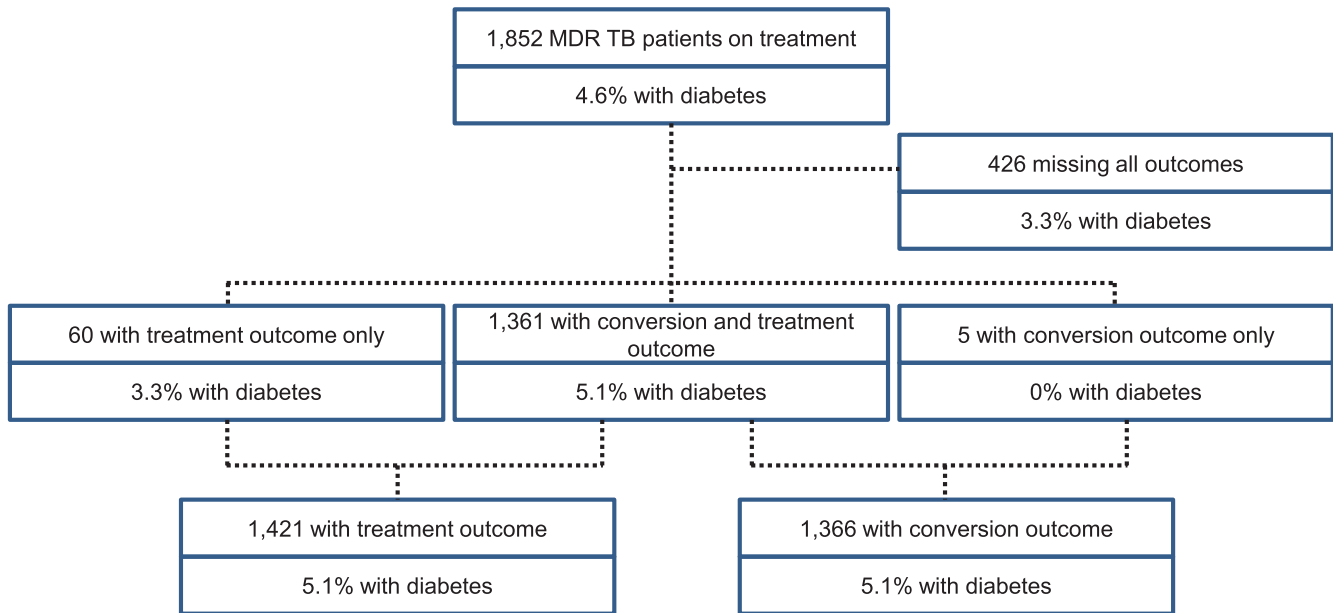 1,852 MDR TB patients on treatment
4.6% with diabetes
426 missing all outcomes
3.3% with diabetes
60 with treatment outcome only
3.3% with diabetes
1,361 with conversion and treatment
outcome
5.1% with diabetes
5 with conversion outcome only
0% with diabetes
1,421 with treatment outcome
5.1% with diabetes
1,366 with conversion outcome
5.1% with diabetes